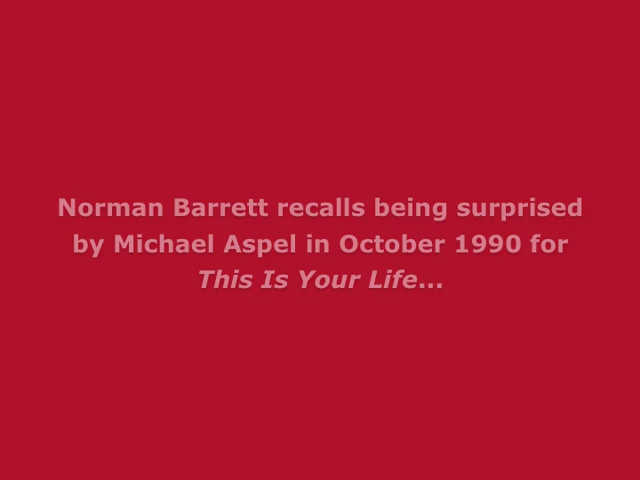 Norman Barrett recalls being surprised
by Michael Aspel in October 1990 for
This Is Your Life...